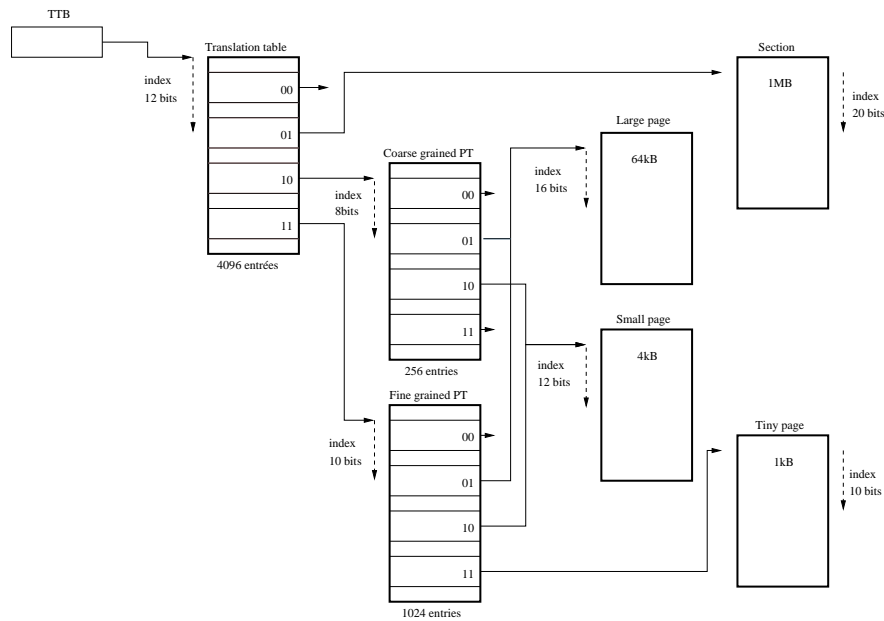 TTB
Translation table
index
12 bits
00
01
10
11
4096 entrées
Coarse grained PT
index
8bits
00
01
10
11
256 entries
Fine grained PT
index
10 bits
00
01
10
11
1024 entries
Section
1MB
index
20 bits
Large page
64kB
index
16 bits
Small page
4kB
index
12 bits
Tiny page
1kB
index
10 bits